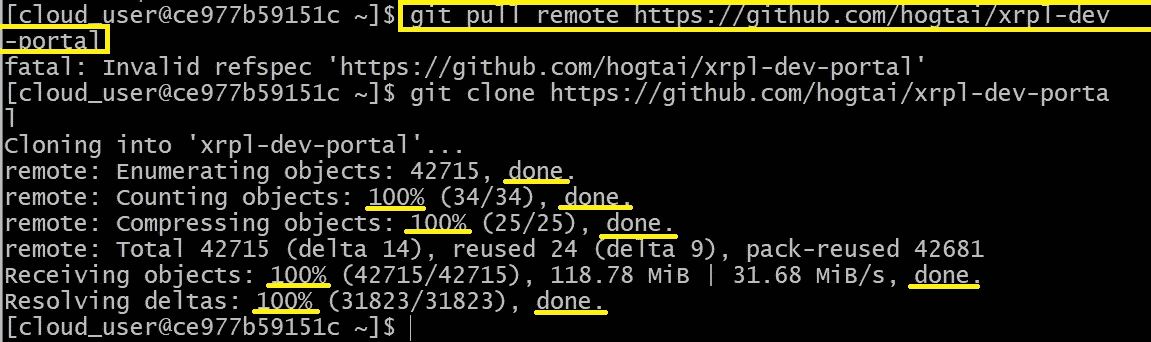 [cloud_user@ce977b59151c ~]$ git pull remote https://github.com/hogtai/xrpl-dev
-portal
fatal: Invalid refspec 'https://github.com/hogtai/xrpl-dev-portal'
[cloud_user@ce977b59151c ~]$ git clone https://github.com/hogtai/xrpl-dev-porta
l
Cloning into 'xrpl-dev-portal'...
remote: Enumerating objects: 42715, done.
remote: Counting objects: 100% (34/34), done.
remote: Compressing objects: 100% (25/25), done.
remote: Total 42715 (delta 14), reused 24 (delta 9), pack-reused 42681
Receiving objects: 100% (42715/42715), 118.78 MiB | 31.68 MiB/s, done.
Resolving deltas: 100% (31823/31823), done.
[cloud_user@ce977b59151c ~]$